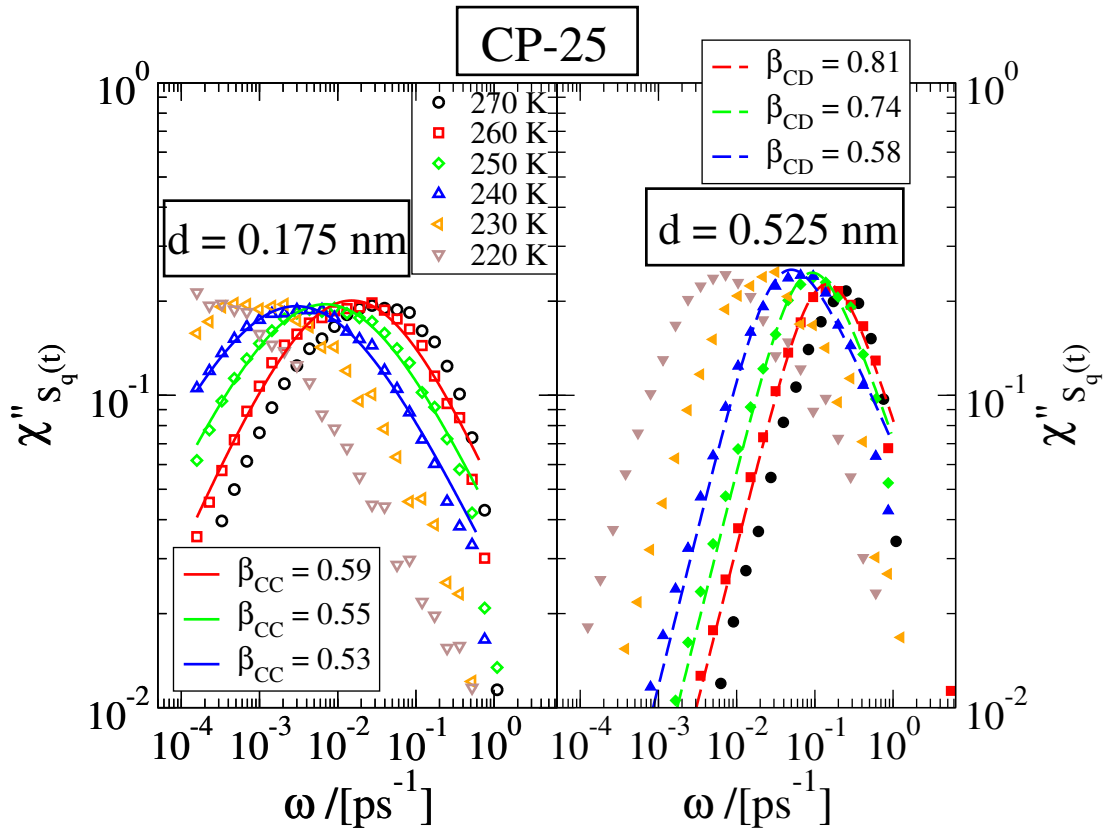 CP-25
β_CD = 0.81
β_CD = 0.74
β_CD = 0.58
10^0
10^-1
10^-2
χ''_S_q(t)
270 K
260 K
250 K
240 K
230 K
220 K
d = 0.175 nm
β_CC = 0.59
β_CC = 0.55
β_CC = 0.53
10^-4 10^-3 10^-2 10^-1 10^0
ω /[ps^-1]
d = 0.525 nm
10^0
10^-1
10^-2
χ''_S_q(t)
10^-4 10^-3 10^-2 10^-1 10^0
ω /[ps^-1]